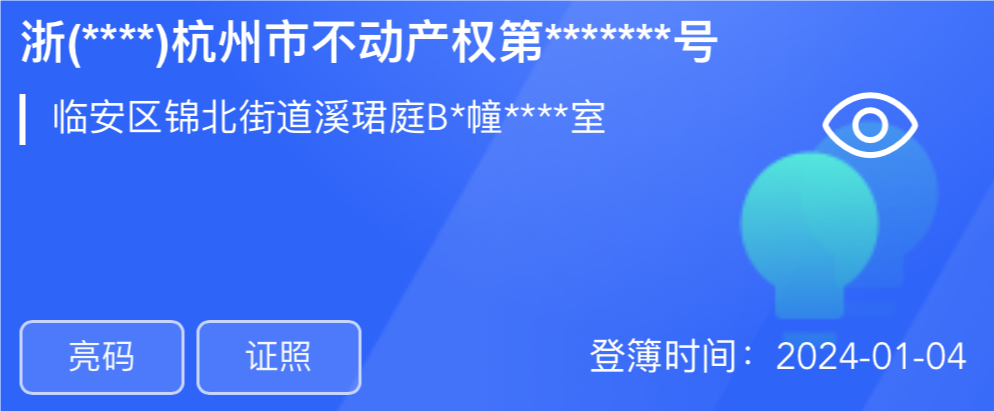 浙(****)杭州市不动产权第*******号
临安区锦北街道溪珺庭B*幢****室
亮码
证照
登簿时间：2024-01-04